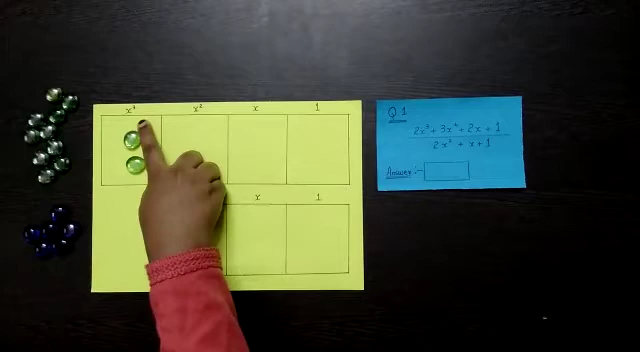 x³ x² x 1
x 1
Q 1
2x³ + 3x² + 2x + 1
2x² + x + 1
Answer :-